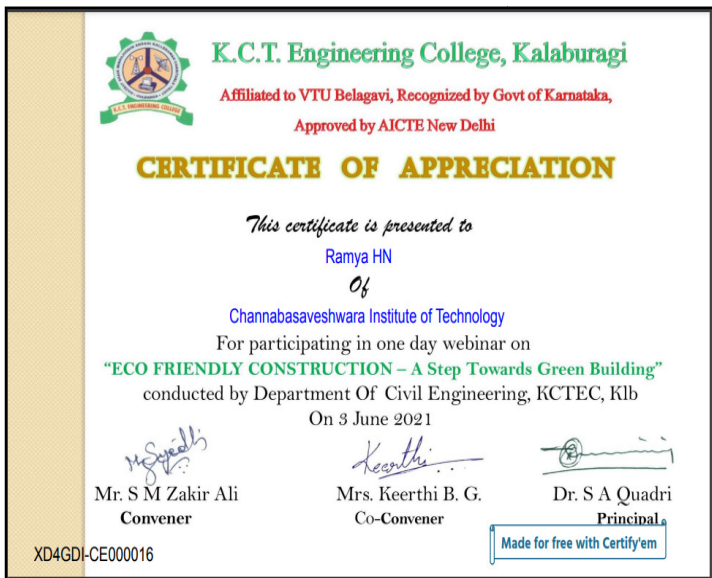 K.C.T. Engineering College, Kalaburagi
Affiliated to VTU Belagavi, Recognized by Govt of Karnataka,
Approved by AICTE New Delhi
K.C.T. ENGINEERING COLLEGE
CERTIFICATE OF APPRECIATION
This certificate is presented to
Ramya HN
Of
Channabasaveshwara Institute of Technology
For participating in one day webinar on
“ECO FRIENDLY CONSTRUCTION – A Step Towards Green Building”
conducted by Department Of Civil Engineering, KCTEC, Klb
On 3 June 2021
Keerthi
Mr. S M Zakir Ali Mrs. Keerthi B. G. Dr. S A Quadri
Convener Co-Convener Principal
Made for free with Certify'em
XD4GDI-CE000016